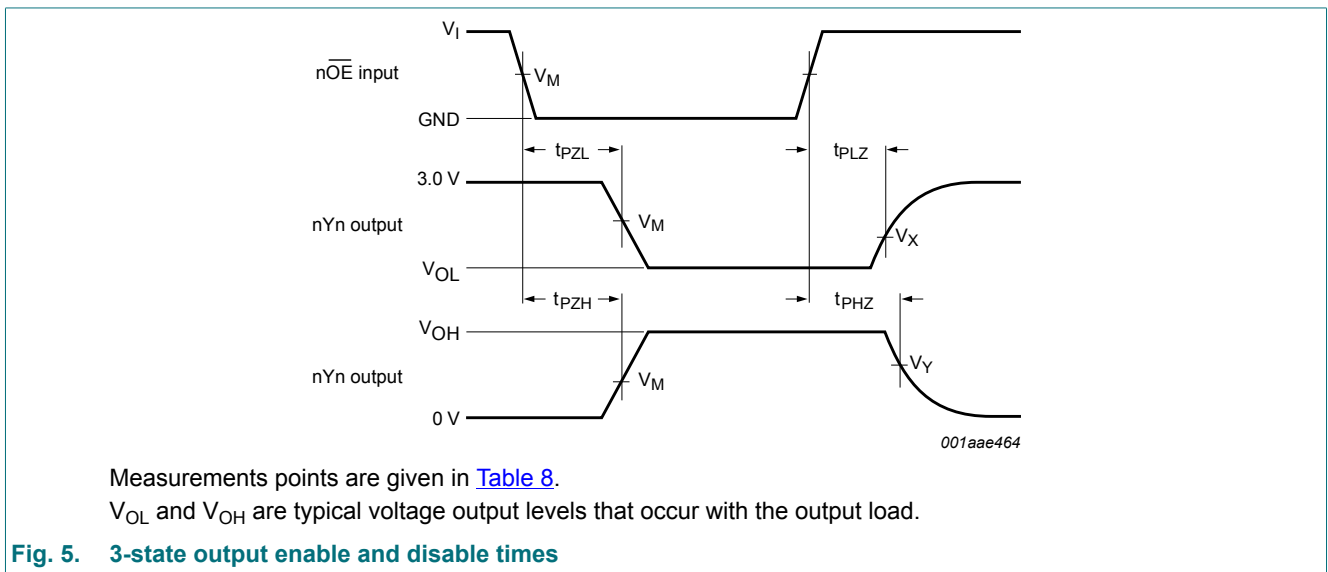 V_I
nO̅E̅ input
V_M
GND
t_PZL
t_PLZ
3.0 V
nYn output
V_M
V_X
V_OL
t_PZH
t_PHZ
V_OH
nYn output
V_M
V_Y
0 V
001aae464
Measurements points are given in Table 8.
V_OL and V_OH are typical voltage output levels that occur with the output load.
Fig. 5. 3-state output enable and disable times